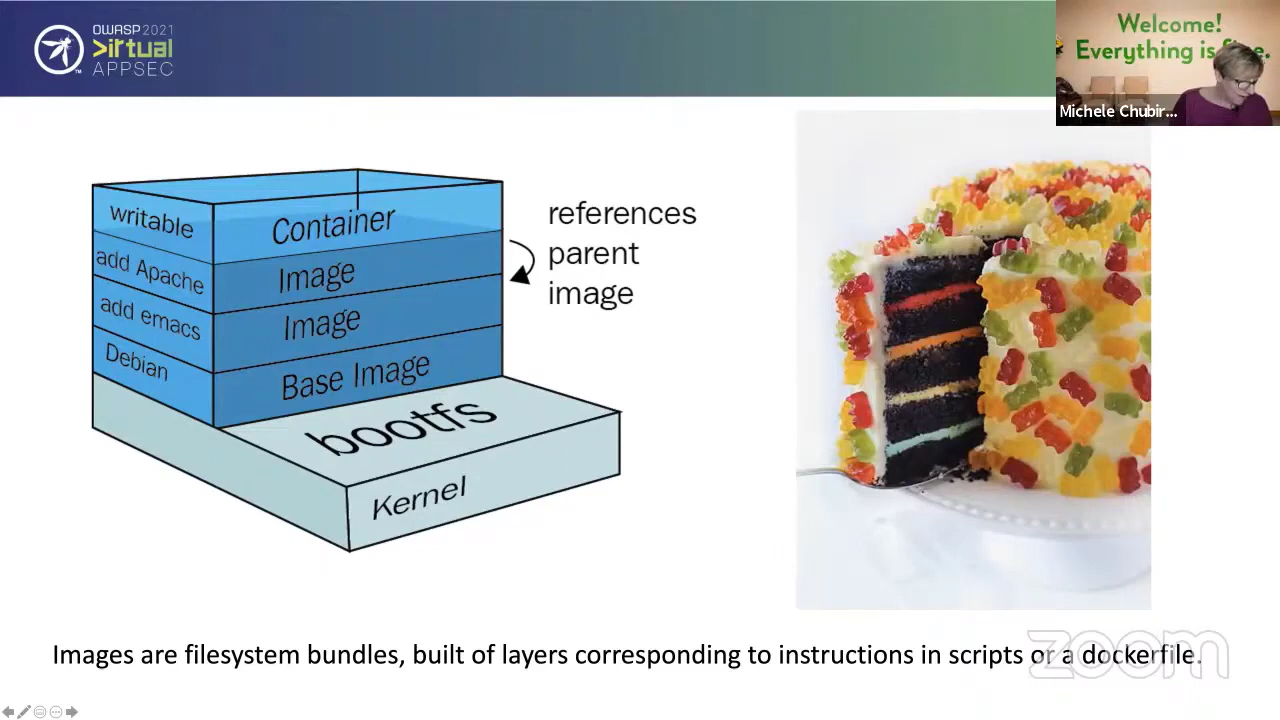 OWASP 2021
Virtual
APPSEC
Welcome!
Everything is
Michele Chubir...
writable
Container
add Apache
Image
add emacs
Image
Debian
Base Image
bootfs
Kernel
references
parent
image
Images are filesystem bundles, built of layers corresponding to instructions in scripts or a dockerfile.
zoom